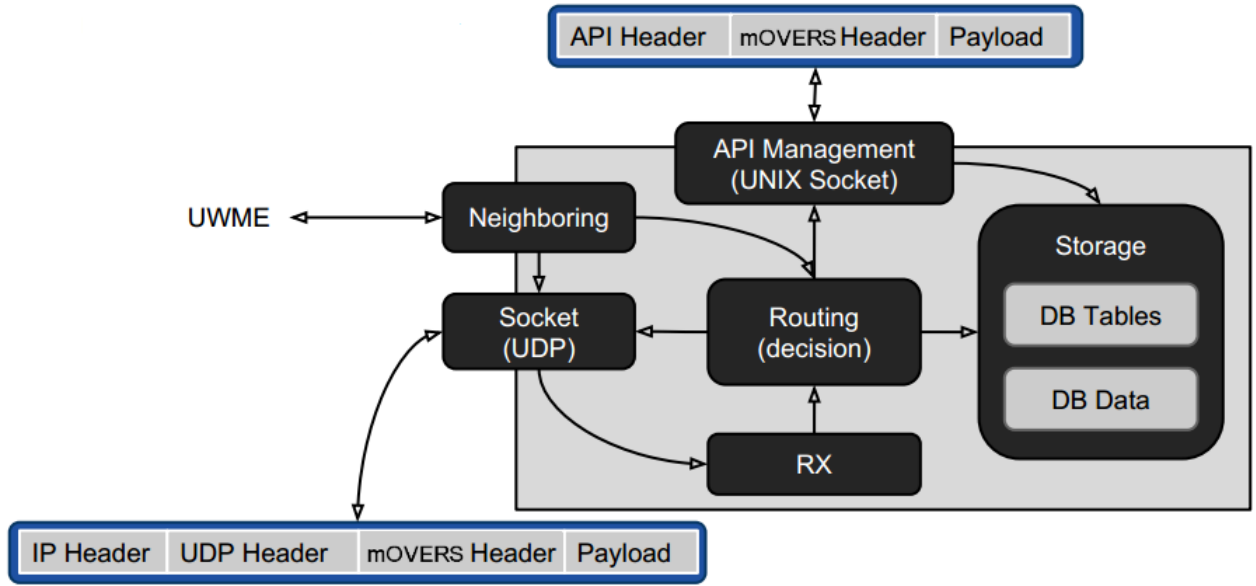 API Header mOVERS Header Payload
API Management
(UNIX Socket)
UWME
Neighboring
Storage
Socket
(UDP)
Routing
(decision)
DB Tables
DB Data
RX
IP Header UDP Header mOVERS Header Payload